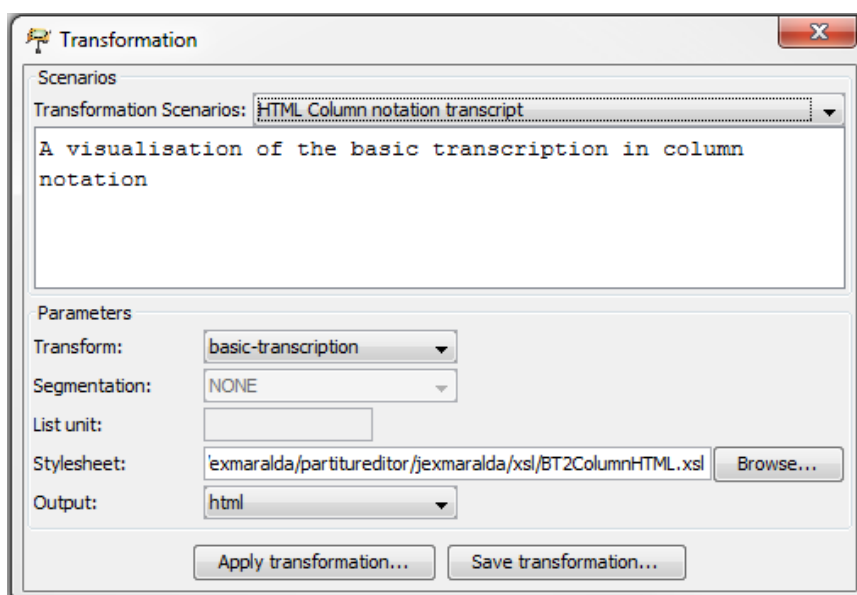 Transformation
Scenarios
Transformation Scenarios: HTML Column notation transcript
A visualisation of the basic transcription in column
notation
Parameters
Transform: basic-transcription
Segmentation: NONE
List unit:
Stylesheet: 'exmaralda/partitureditor/jexmaralda/xsl/BT2ColumnHTML.xsl Browse...
Output: html
Apply transformation... Save transformation...